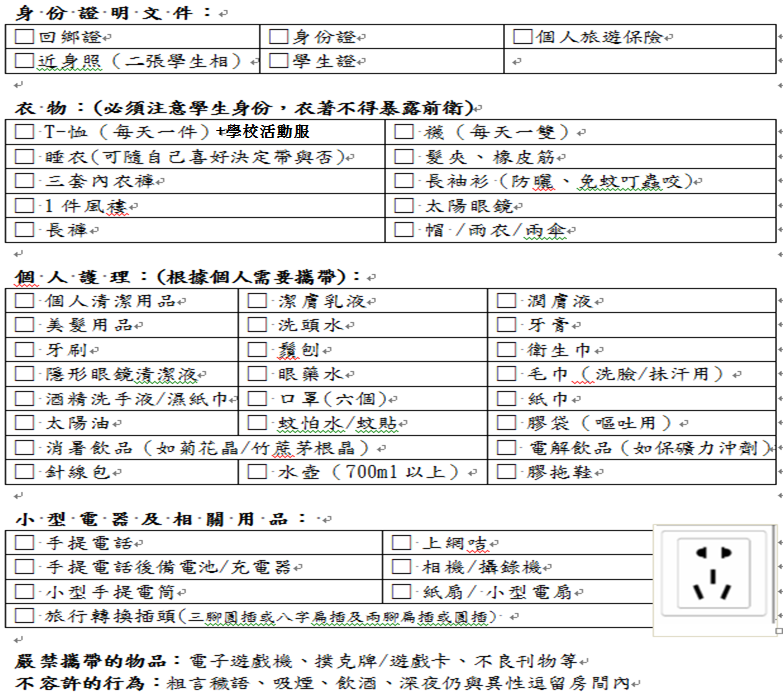 身份證明文件：
□回鄉證 □身份證 □個人旅遊保險
□近身照（二張學生相） □學生證
衣物：(必須注意學生身份，衣著不得暴露前衛)
□ T-恤（每天一件）+學校活動服 □ 襪（每天一雙）
□ 睡衣(可隨自己喜好決定帶與否) □ 髮夾、橡皮筋
□ 三套內衣褲 □ 長袖衫 (防曬、免蚊叮蟲咬)
□ 1 件風褸 □ 太陽眼鏡
□ 長褲 □ 帽 /雨衣/雨傘
個人護理：(根據個人需要攜帶)：
□ 個人清潔用品 □ 潔膚乳液 □ 潤膚液
□ 美髮用品 □ 洗頭水 □ 牙膏
□ 牙刷 □ 鬚刨 □ 衛生巾
□ 隱形眼鏡清潔液 □ 眼藥水 □ 毛巾（洗臉/抹汗用）
□ 酒精洗手液/濕紙巾 □ 口罩(六個) □ 紙巾
□ 太陽油 □ 蚊怕水/蚊貼 □ 膠袋（嘔吐用）
□ 消暑飲品（如菊花晶/竹蔗茅根晶） □ 電解飲品（如保礦力沖劑）
□ 針線包 □ 水壺（700ml 以上） □ 膠拖鞋
小型電器及相關用品：
□ 手提電話 □ 上網咭
□ 手提電話後備電池/充電器 □ 相機/攝錄機
□ 小型手提電筒 □ 紙扇/ 小型電扇
□ 旅行轉換插頭(三腳圓插或八字扁插及兩腳扁插或圓插)
嚴禁攜帶的物品：電子遊戲機、撲克牌/遊戲卡、不良刊物等
不容許的行為：粗言穢語、吸煙、飲酒、深夜仍與異性逗留房間內